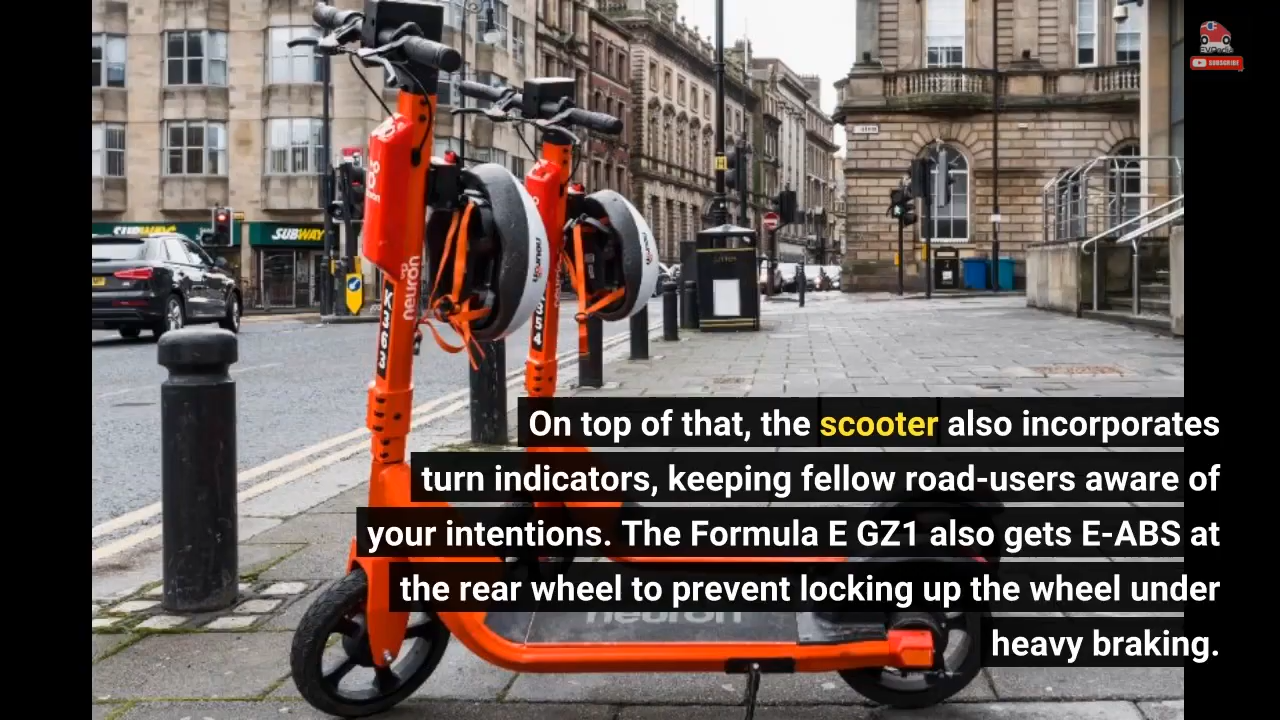 EVPedia
SUBSCRIBE
SUBWAY
SUBWAY
neuron
neuron
neuron
On top of that, the scooter also incorporates
turn indicators, keeping fellow road-users aware of
your intentions. The Formula E GZ1 also gets E-ABS at
the rear wheel to prevent locking up the wheel under
heavy braking.
neuron